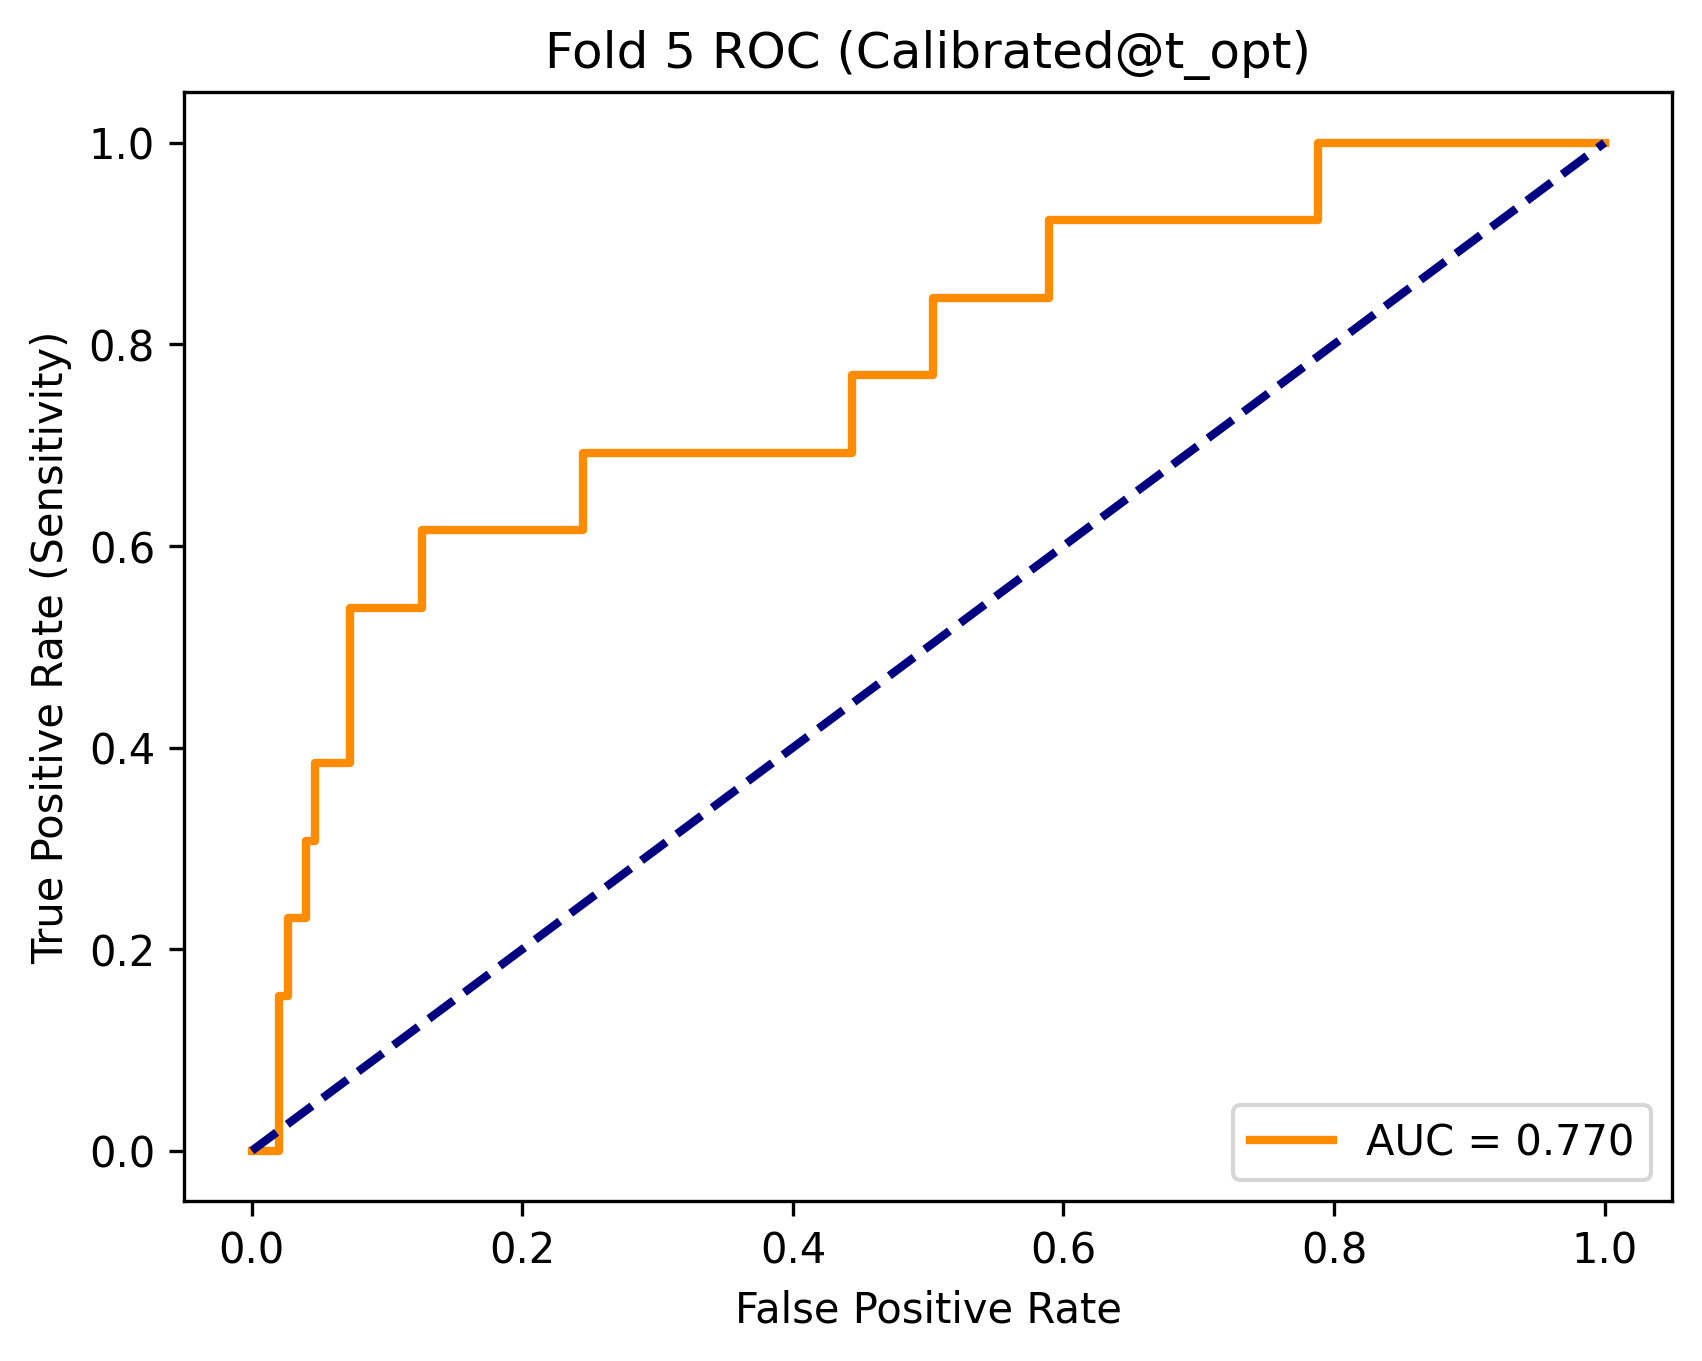 Fold 5 ROC (Calibrated@t_opt)
True Positive Rate (Sensitivity)
1.0
0.8
0.6
0.4
0.2
0.0
AUC = 0.770
0.0 0.2 0.4 0.6 0.8 1.0
False Positive Rate